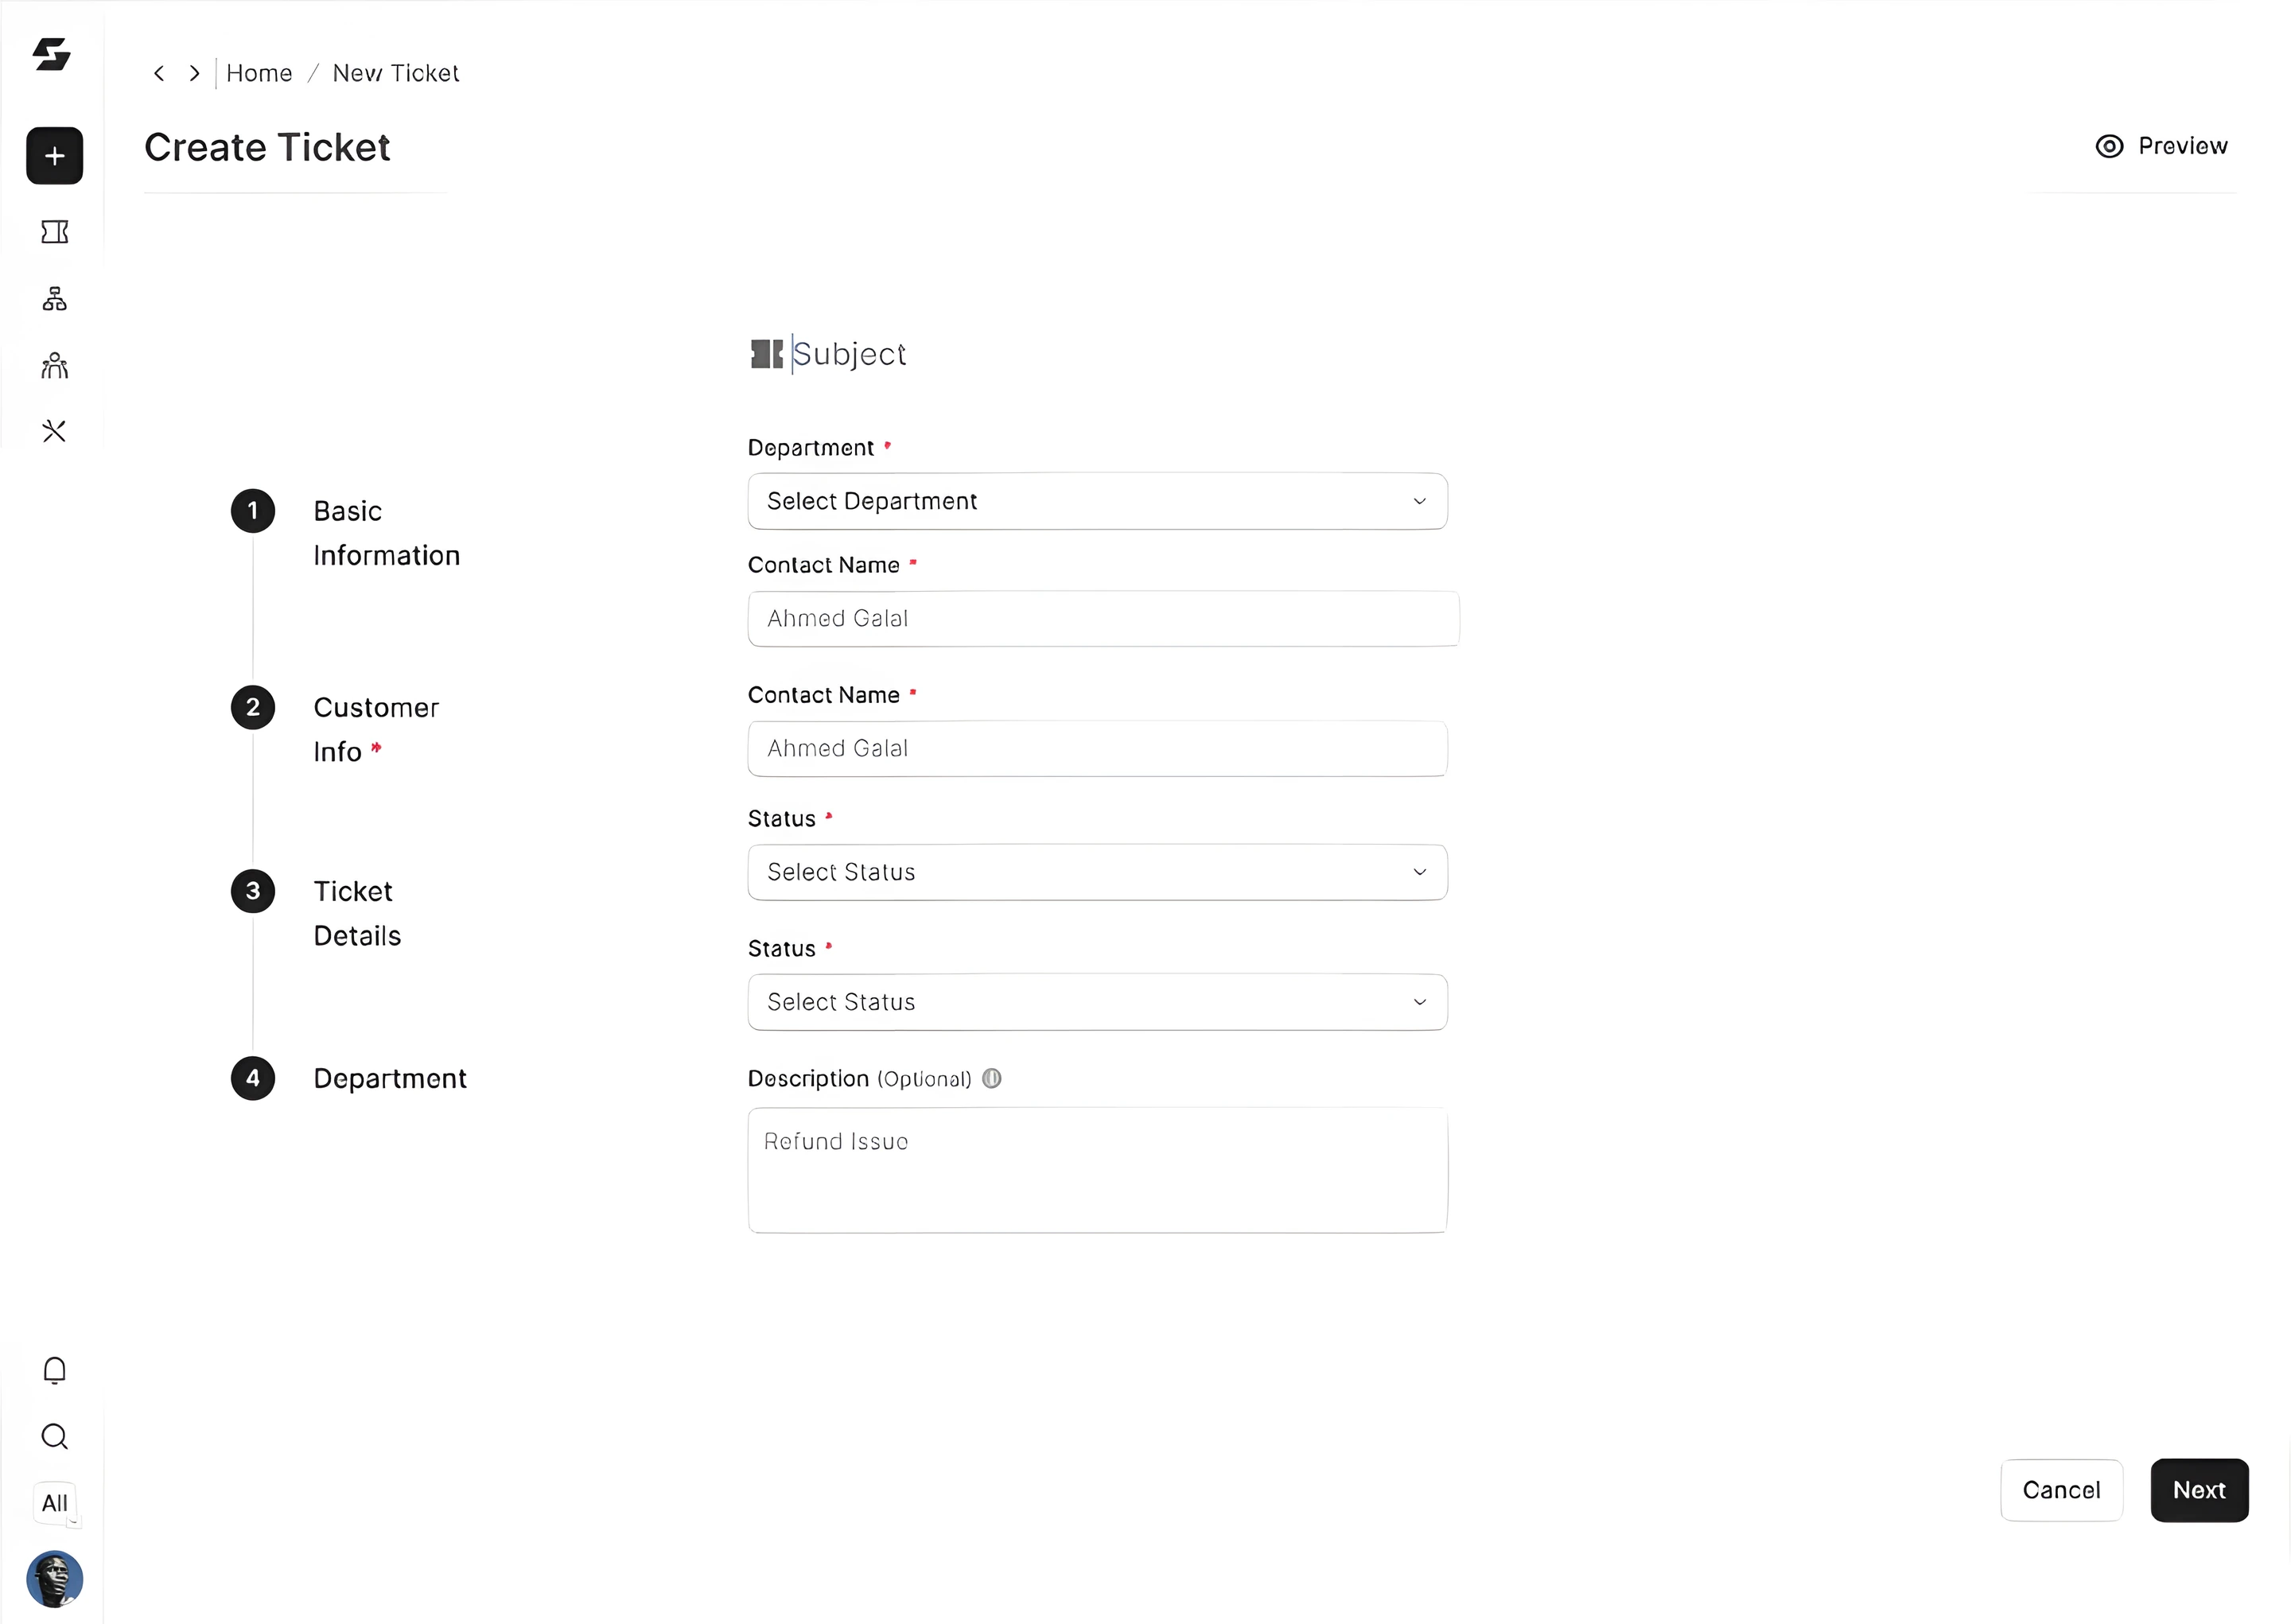 Home / New Ticket
Create Ticket
Preview
Subject
Department *
Select Department
1 Basic
Information
Contact Name *
Ahmed Galal
2 Customer
Info *
Contact Name *
Ahmed Galal
Status *
Select Status
3 Ticket
Details
Status *
Select Status
4 Department
Description (Optional)
Refund Issue
Cancel
Next
All